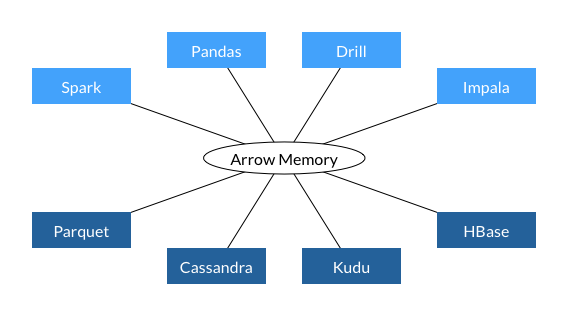 Pandas
Drill
Spark
Impala
Arrow Memory
Parquet
HBase
Cassandra
Kudu